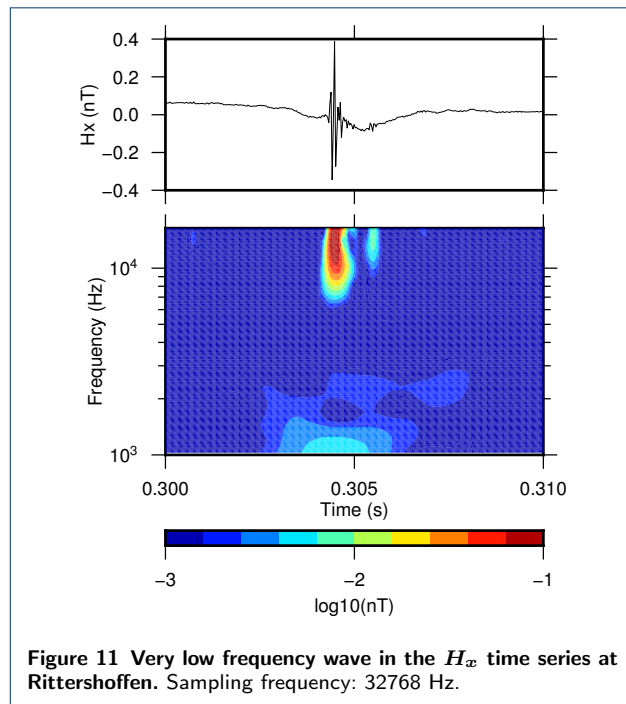 0.4
0.2
0.0
−0.2
−0.4
Hx (nT)
10⁴
10³
Frequency (Hz)
0.300 0.305 0.310
Time (s)
−3 −2 −1
log10(nT)
Figure 11 Very low frequency wave in the Hₓ time series at
Rittershoffen. Sampling frequency: 32768 Hz.